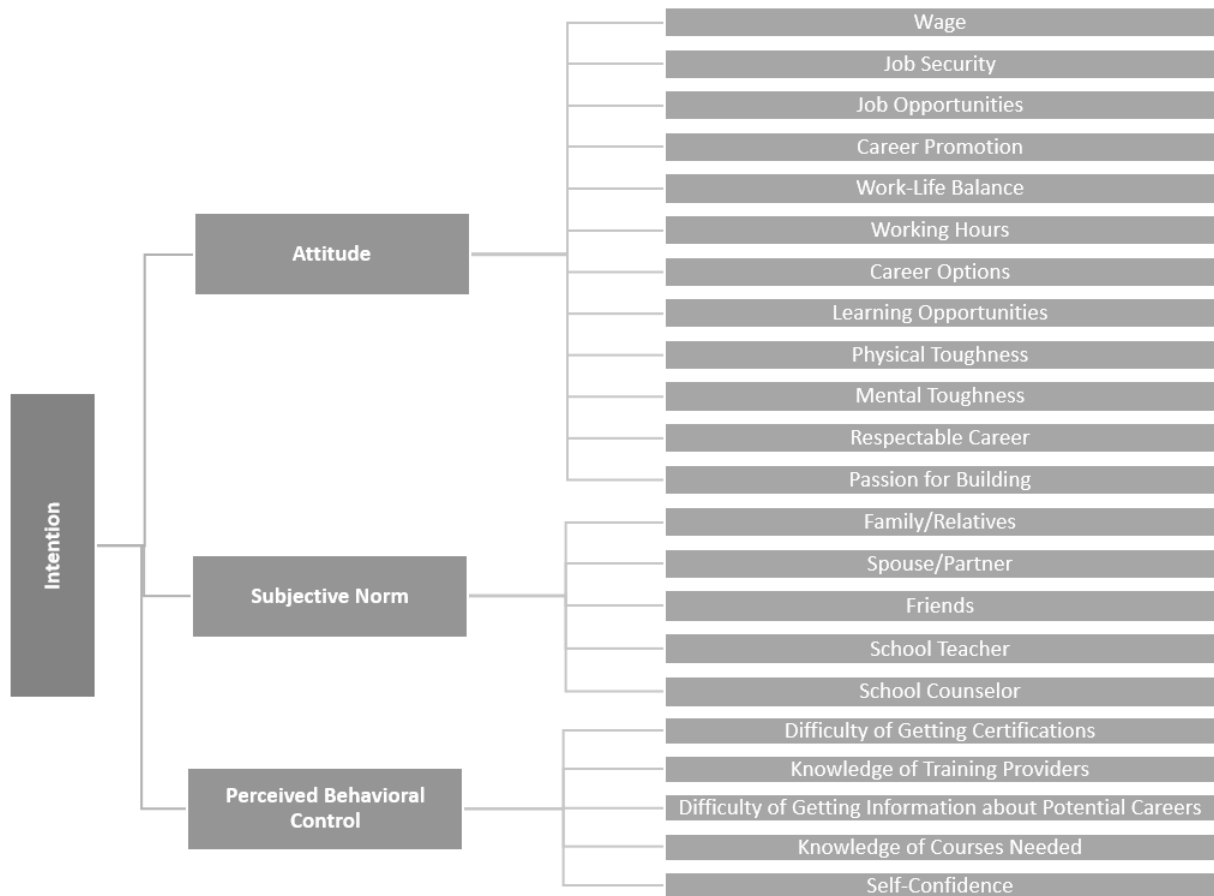 Intention
Attitude
Wage
Job Security
Job Opportunities
Career Promotion
Work-Life Balance
Working Hours
Career Options
Learning Opportunities
Physical Toughness
Mental Toughness
Respectable Career
Passion for Building
Subjective Norm
Family/Relatives
Spouse/Partner
Friends
School Teacher
School Counselor
Perceived Behavioral
Control
Difficulty of Getting Certifications
Knowledge of Training Providers
Difficulty of Getting Information about Potential Careers
Knowledge of Courses Needed
Self-Confidence